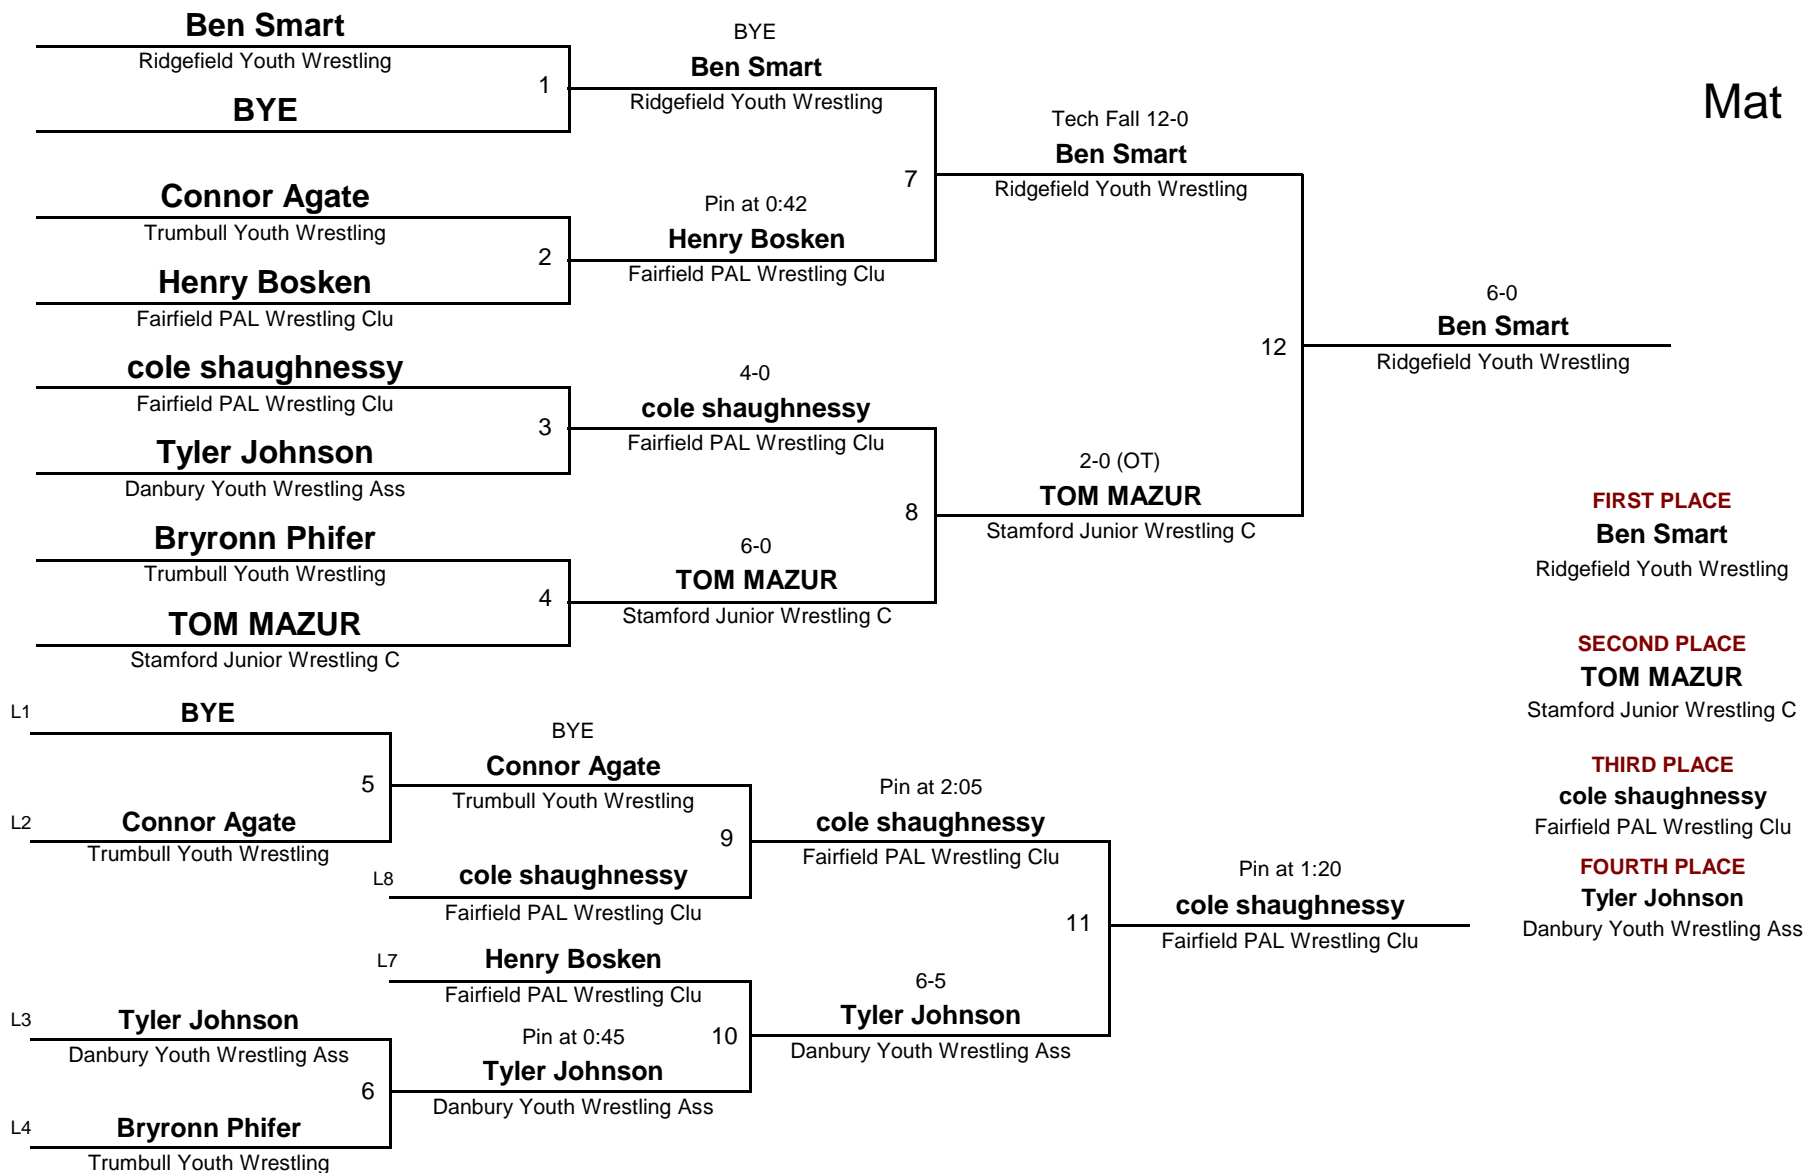 Ben Smart
Ridgefield Youth Wrestling
1
BYE
Connor Agate
Trumbull Youth Wrestling
2
Henry Bosken
Fairfield PAL Wrestling Clu
cole shaughnessy
Fairfield PAL Wrestling Clu
3
Tyler Johnson
Danbury Youth Wrestling Ass
Bryronn Phifer
Trumbull Youth Wrestling
4
TOM MAZUR
Stamford Junior Wrestling C
BYE
Ben Smart
Ridgefield Youth Wrestling
7
Pin at 0:42
Henry Bosken
Fairfield PAL Wrestling Clu
4-0
cole shaughnessy
Fairfield PAL Wrestling Clu
8
6-0
TOM MAZUR
Stamford Junior Wrestling C
Tech Fall 12-0
Ben Smart
Ridgefield Youth Wrestling
12
2-0 (OT)
TOM MAZUR
Stamford Junior Wrestling C
6-0
Ben Smart
Ridgefield Youth Wrestling
Mat
FIRST PLACE
Ben Smart
Ridgefield Youth Wrestling
SECOND PLACE
TOM MAZUR
Stamford Junior Wrestling C
THIRD PLACE
cole shaughnessy
Fairfield PAL Wrestling Clu
FOURTH PLACE
Tyler Johnson
Danbury Youth Wrestling Ass
L1
BYE
5
L2
Connor Agate
Trumbull Youth Wrestling
L3
Tyler Johnson
Danbury Youth Wrestling Ass
6
L4
Bryronn Phifer
Trumbull Youth Wrestling
BYE
Connor Agate
Trumbull Youth Wrestling
9
L8
cole shaughnessy
Fairfield PAL Wrestling Clu
L7
Henry Bosken
Fairfield PAL Wrestling Clu
10
Pin at 0:45
Tyler Johnson
Danbury Youth Wrestling Ass
Pin at 2:05
cole shaughnessy
Fairfield PAL Wrestling Clu
11
6-5
Tyler Johnson
Danbury Youth Wrestling Ass
Pin at 1:20
cole shaughnessy
Fairfield PAL Wrestling Clu